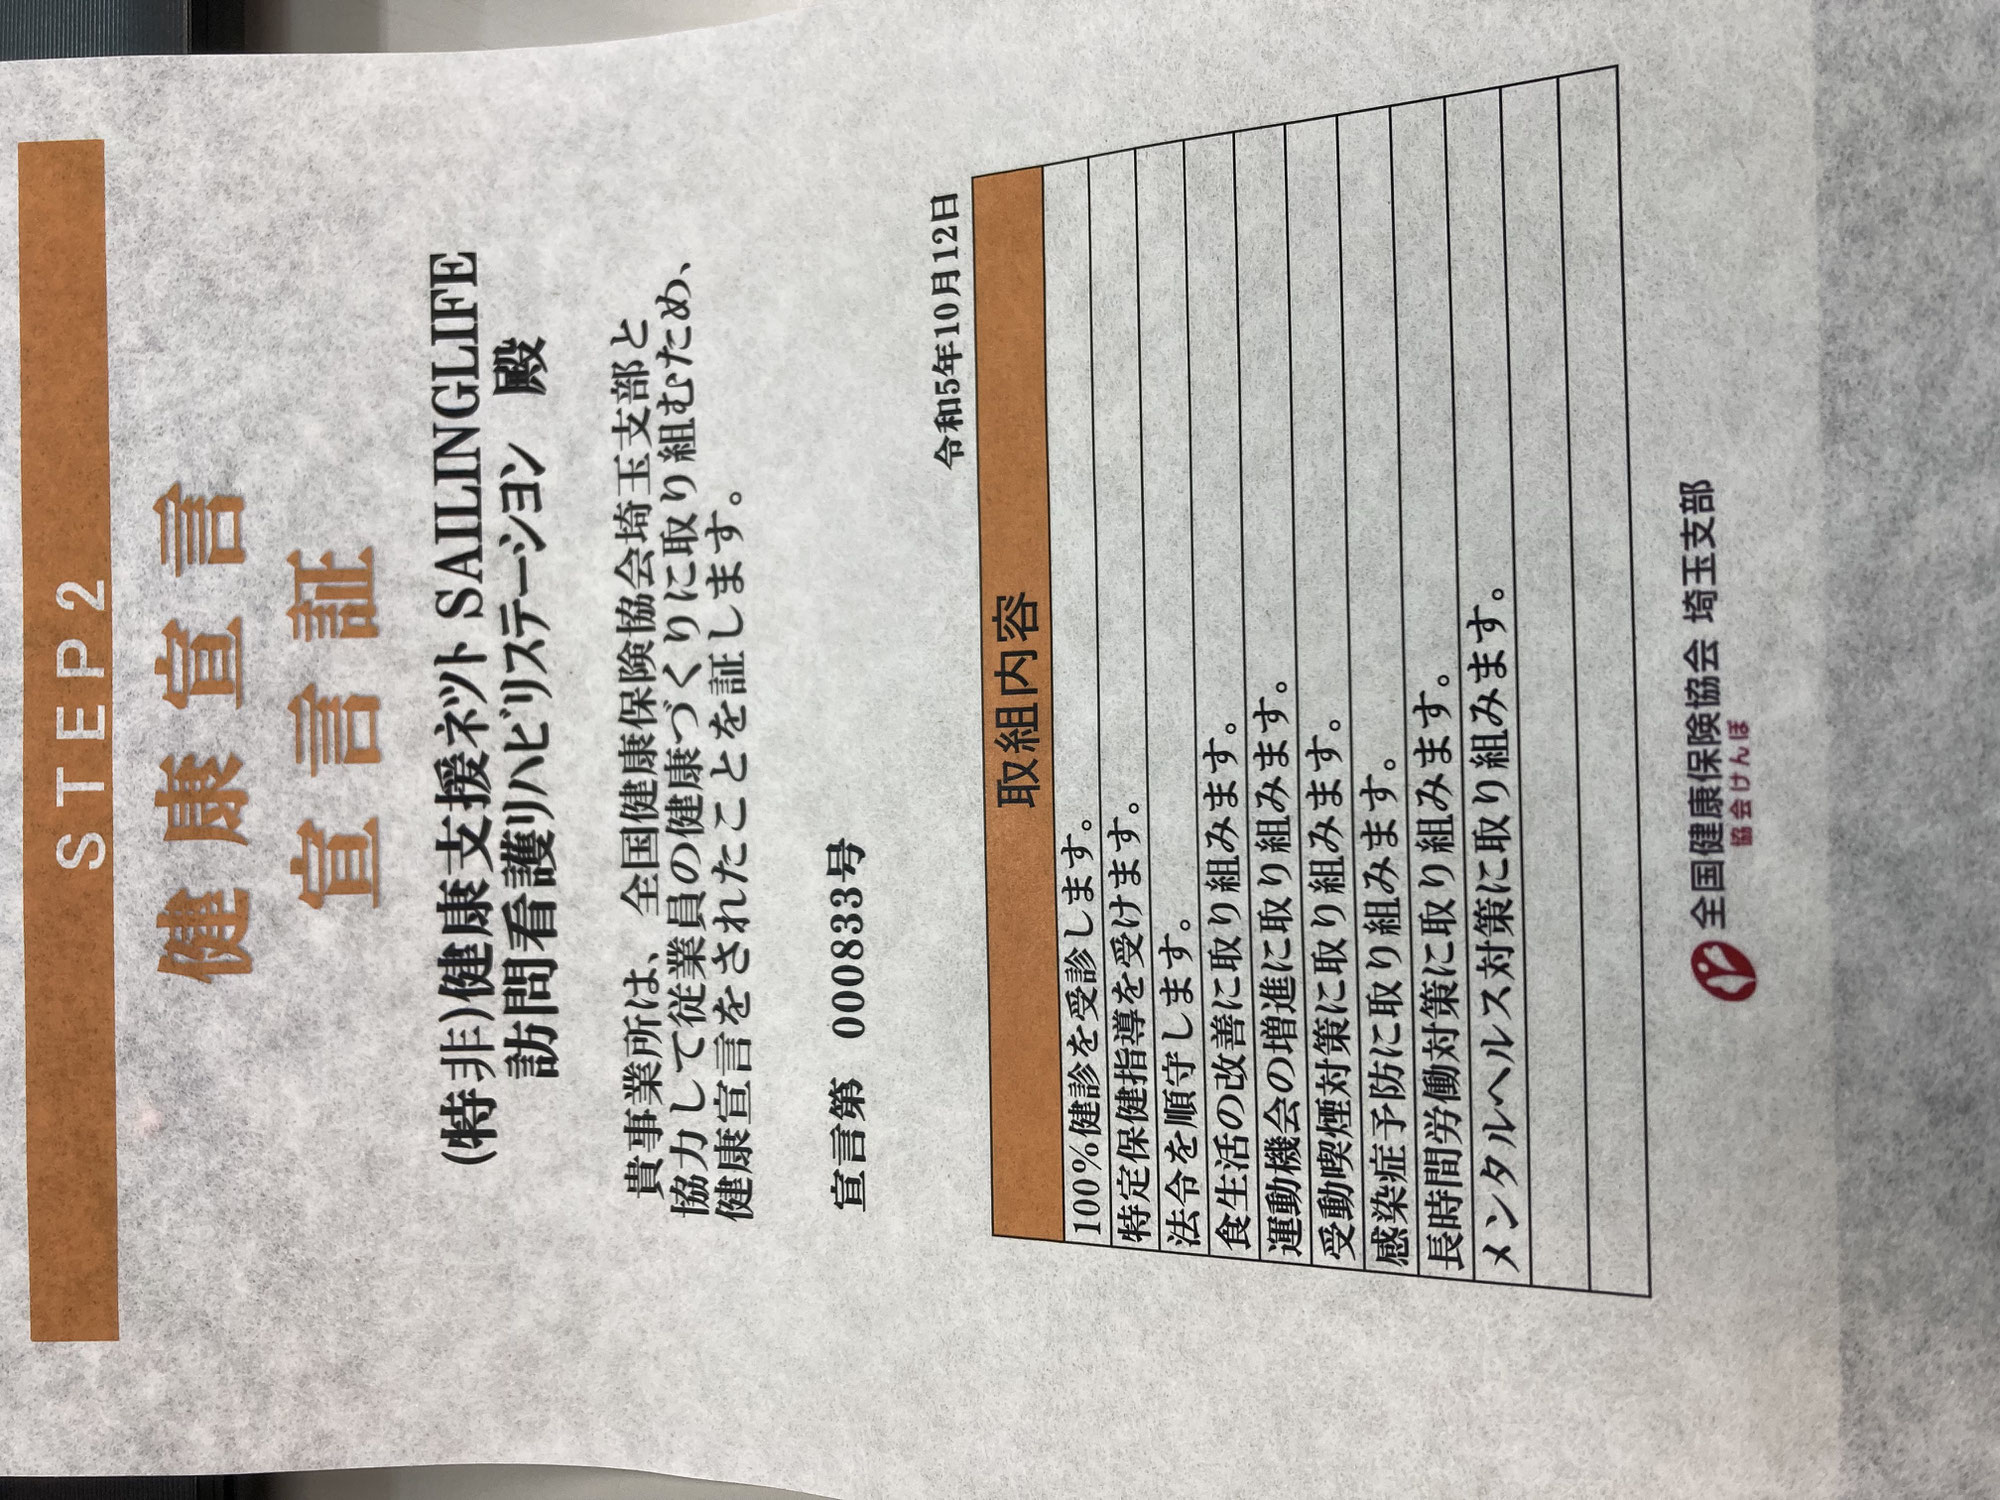 STEP2
健康宣言
宣言証
(特非)健康支援ネツト SAILINGLIFE
訪問看護リハビリステーシヨン 殿
貴事業所は、全国健康保険協会埼玉支部と
協力して従業員の健康づくりに取り組むため、
健康宣言をされたことを証します。
宣言第 000833号
令和5年10月12日
取組内容
100%健診を受診します。
特定保健指導を受けます。
法令を順守します。
食生活の改善に取り組みます。
運動機会の増進に取り組みます。
受動喫煙対策に取り組みます。
感染症予防に取り組みます。
長時間労働対策に取り組みます。
メンタルヘルス対策に取り組みます。
全国健康保険協会 埼玉支部
協会けんぽ